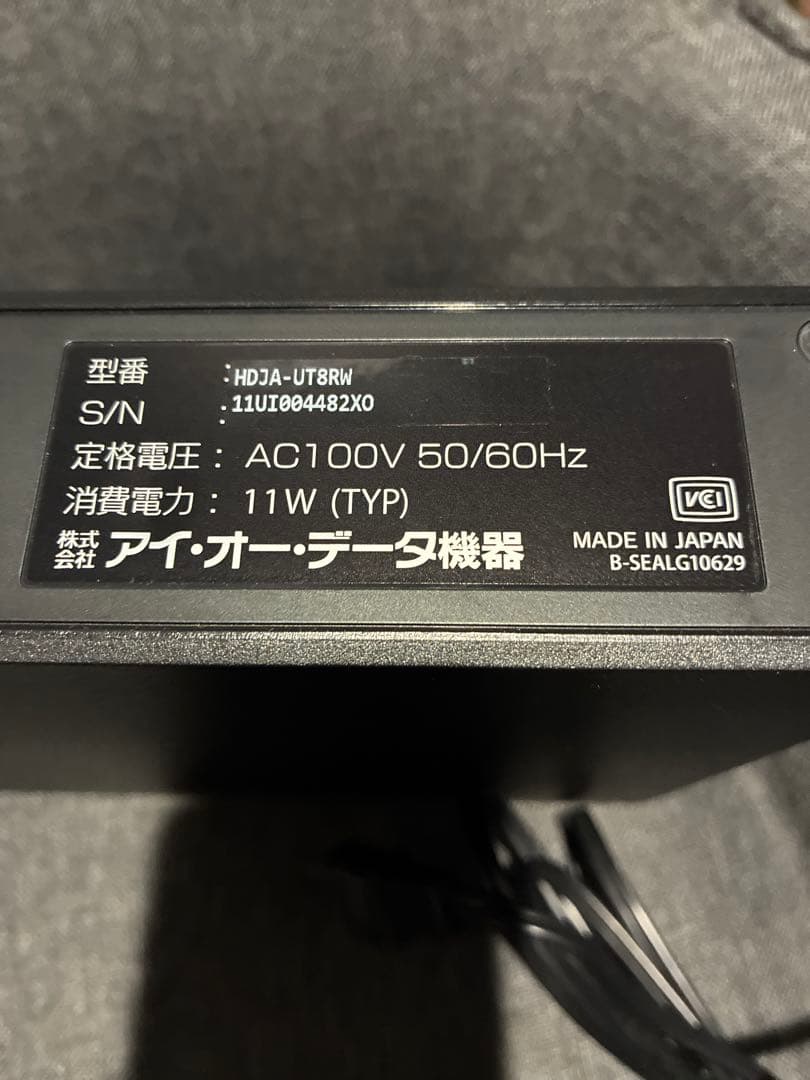 型番 :HDJA-UT8RW
S/N :11UI004482X0
定格電圧： AC100V 50/60Hz
消費電力： 11W (TYP)
VCI
株式会社 アイ・オー・データ機器
MADE IN JAPAN
B-SEALG10629